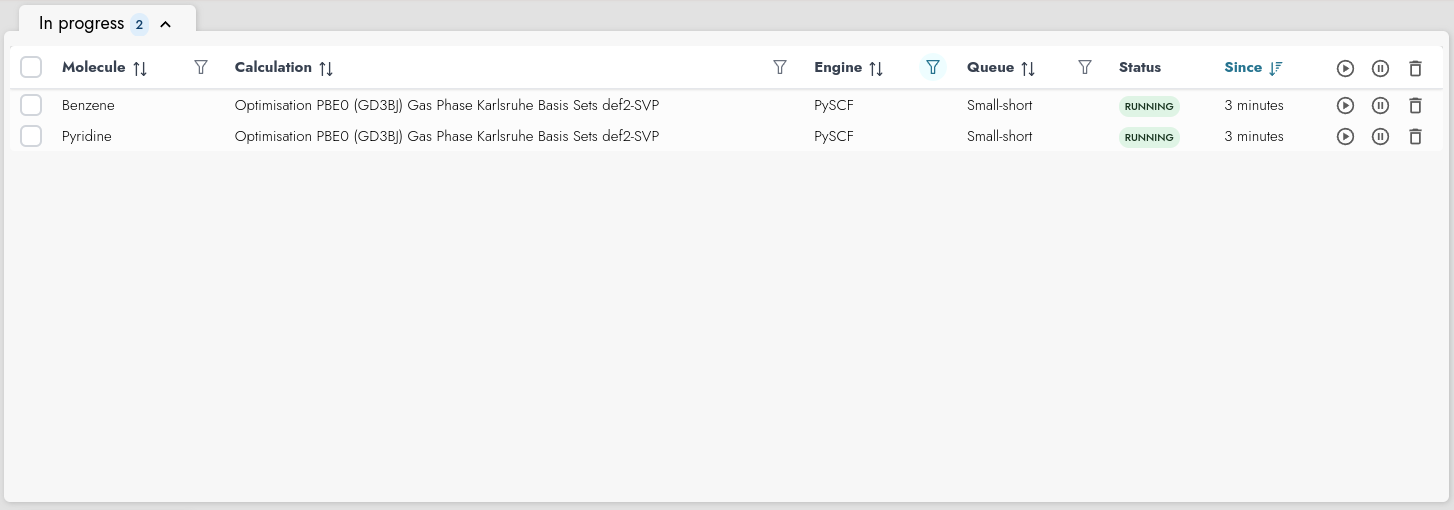 In progress 2
Molecule Calculation Engine Queue Status Since
Benzene Optimisation PBE0 (GD3BJ) Gas Phase Karlsruhe Basis Sets def2-SVP PySCF Small-short RUNNING 3 minutes
Pyridine Optimisation PBE0 (GD3BJ) Gas Phase Karlsruhe Basis Sets def2-SVP PySCF Small-short RUNNING 3 minutes